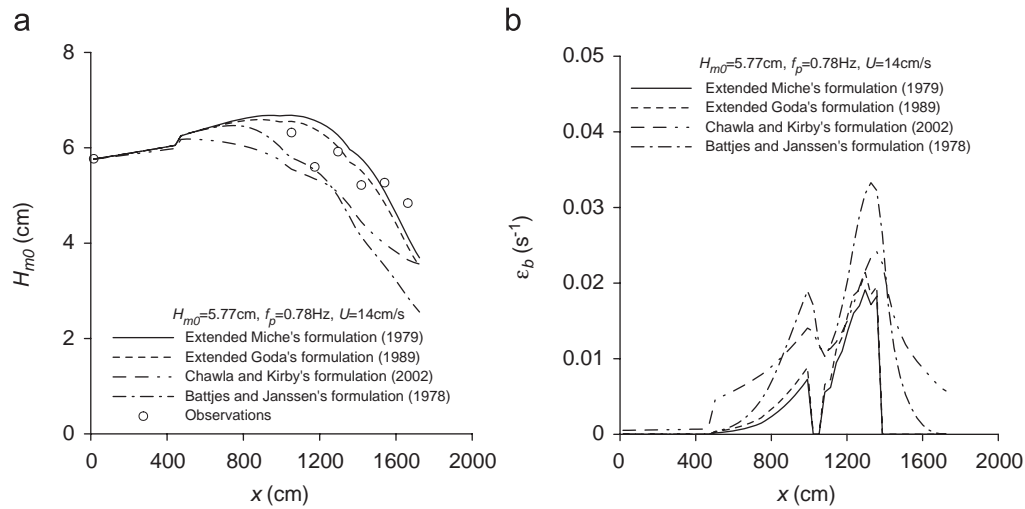 a
8
6
4
2
0
H_m0 (cm)
H_m0=5.77cm, f_p=0.78Hz, U=14cm/s
Extended Miche's formulation (1979)
Extended Goda's formulation (1989)
Chawla and Kirby's formulation (2002)
Battjes and Janssen's formulation (1978)
Observations
0 400 800 1200 1600 2000
x (cm)
b
0.05
0.04
0.03
0.02
0.01
0
ε_b (s⁻¹)
H_m0=5.77cm, f_p=0.78Hz, U=14cm/s
Extended Miche's formulation (1979)
Extended Goda's formulation (1989)
Chawla and Kirby's formulation (2002)
Battjes and Janssen's formulation (1978)
0 400 800 1200 1600 2000
x (cm)